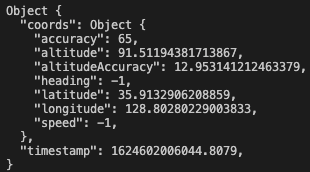 Object {
  "coords": Object {
    "accuracy": 65,
    "altitude": 91.51194381713867,
    "altitudeAccuracy": 12.953141212463379,
    "heading": -1,
    "latitude": 35.9132906208859,
    "longitude": 128.80280229003833,
    "speed": -1,
  },
  "timestamp": 1624602006044.8079,
}